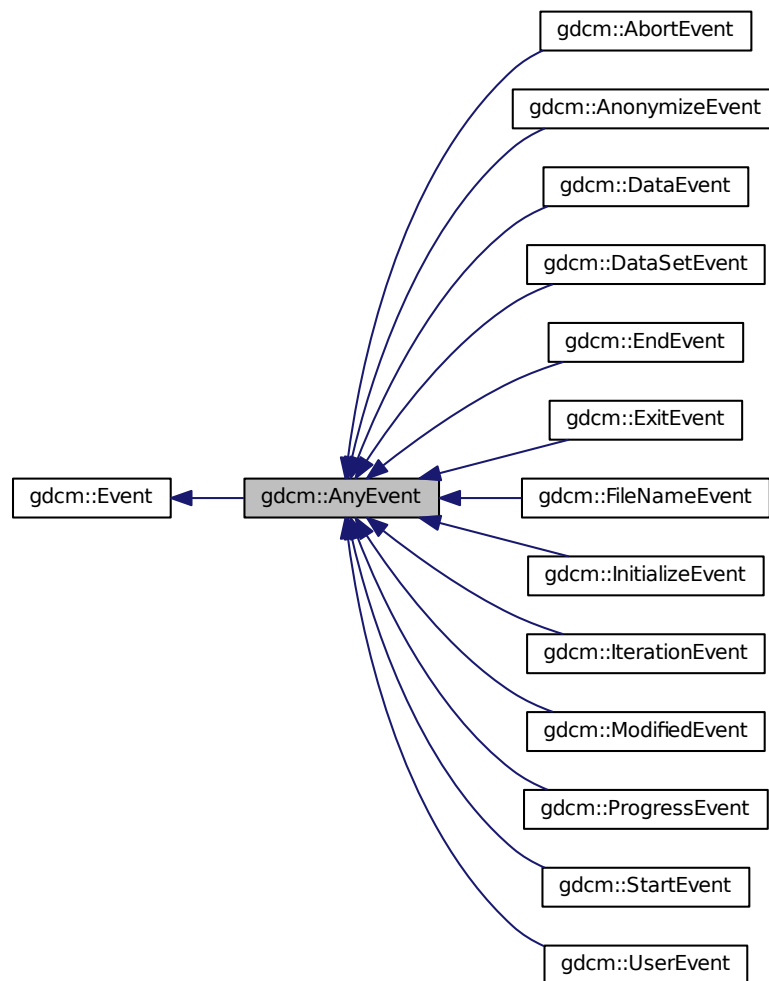 gdcm::AbortEvent
gdcm::AnonymizeEvent
gdcm::DataEvent
gdcm::DataSetEvent
gdcm::EndEvent
gdcm::ExitEvent
gdcm::Event
gdcm::AnyEvent
gdcm::FileNameEvent
gdcm::InitializeEvent
gdcm::IterationEvent
gdcm::ModifiedEvent
gdcm::ProgressEvent
gdcm::StartEvent
gdcm::UserEvent